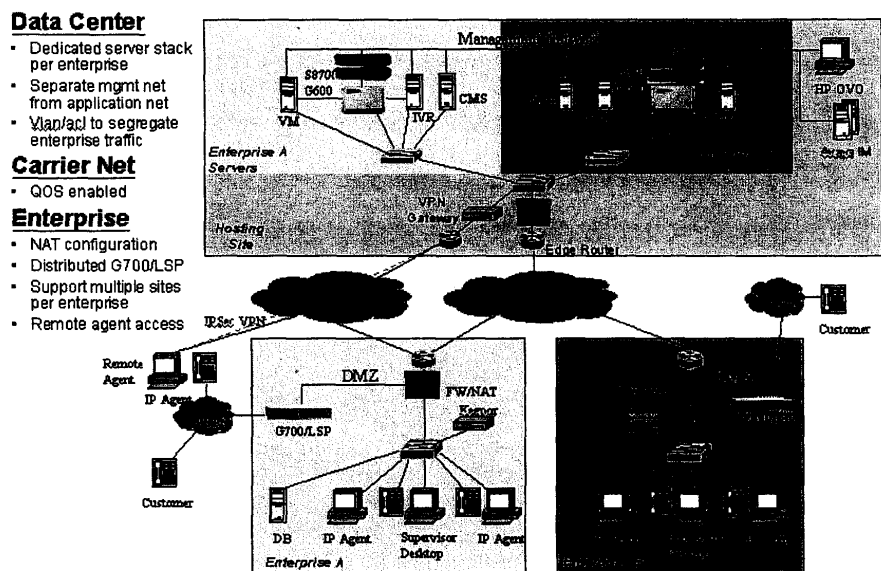 Data Center
• Dedicated server stack
per enterprise
• Separate mgmt net
from application net
• Vlan/acl to segregate
enterprise traffic
Carrier Net
• QOS enabled
Enterprise
• NAT configuration
• Distributed G700/LSP
• Support multiple sites
per enterprise
• Remote agent access
S8700
G600
VM
IVR
CMS
HP OVO
Enterprise A
Servers
VPN
Gateway
Hosting
Site
Edge Router
IPSec VPN
Customer
Remote
Agent
IP Agent
DMZ
FW/NAT
G700/LSP
Customer
DB
IP Agent
Supervisor
Desktop
IP Agent
Enterprise A